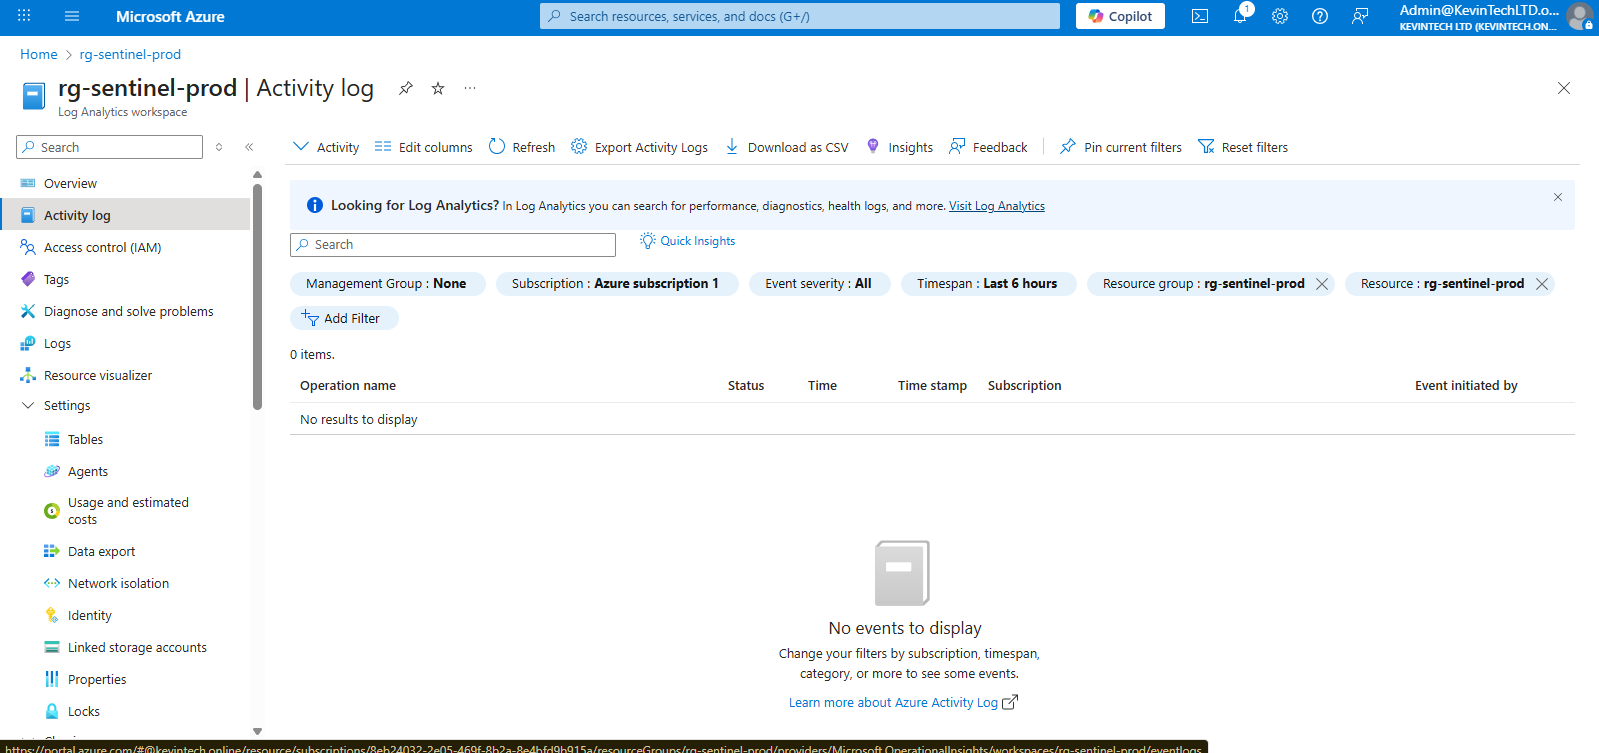 Microsoft Azure
Search resources, services, and docs (G+/)
Copilot
1
Admin@KevinTechLTD.o...
KEVINTECH LTD (KEVINTECH.ON...
Home > rg-sentinel-prod
rg-sentinel-prod | Activity log
Log Analytics workspace
Search
Overview
Activity log
Access control (IAM)
Tags
Diagnose and solve problems
Logs
Resource visualizer
Settings
Tables
Agents
Usage and estimated
costs
Data export
Network isolation
Identity
Linked storage accounts
Properties
Locks
Activity
Edit columns
Refresh
Export Activity Logs
Download as CSV
Insights
Feedback
Pin current filters
Reset filters
Looking for Log Analytics? In Log Analytics you can search for performance, diagnostics, health logs, and more. Visit Log Analytics
Search
Quick Insights
Management Group : None
Subscription : Azure subscription 1
Event severity : All
Timespan : Last 6 hours
Resource group : rg-sentinel-prod
Resource : rg-sentinel-prod
Add Filter
0 items.
Operation name
Status
Time
Time stamp
Subscription
Event initiated by
No results to display
No events to display
Change your filters by subscription, timespan,
category, or more to see some events.
Learn more about Azure Activity Log
https://portal.azure.com/#@kevintech.online/resource/subscriptions/8eb24032-2e05-469f-8b2a-8e4bfd9b915a/resourceGroups/rg-sentinel-prod/providers/Microsoft.OperationalInsights/workspaces/rg-sentinel-prod/eventlogs